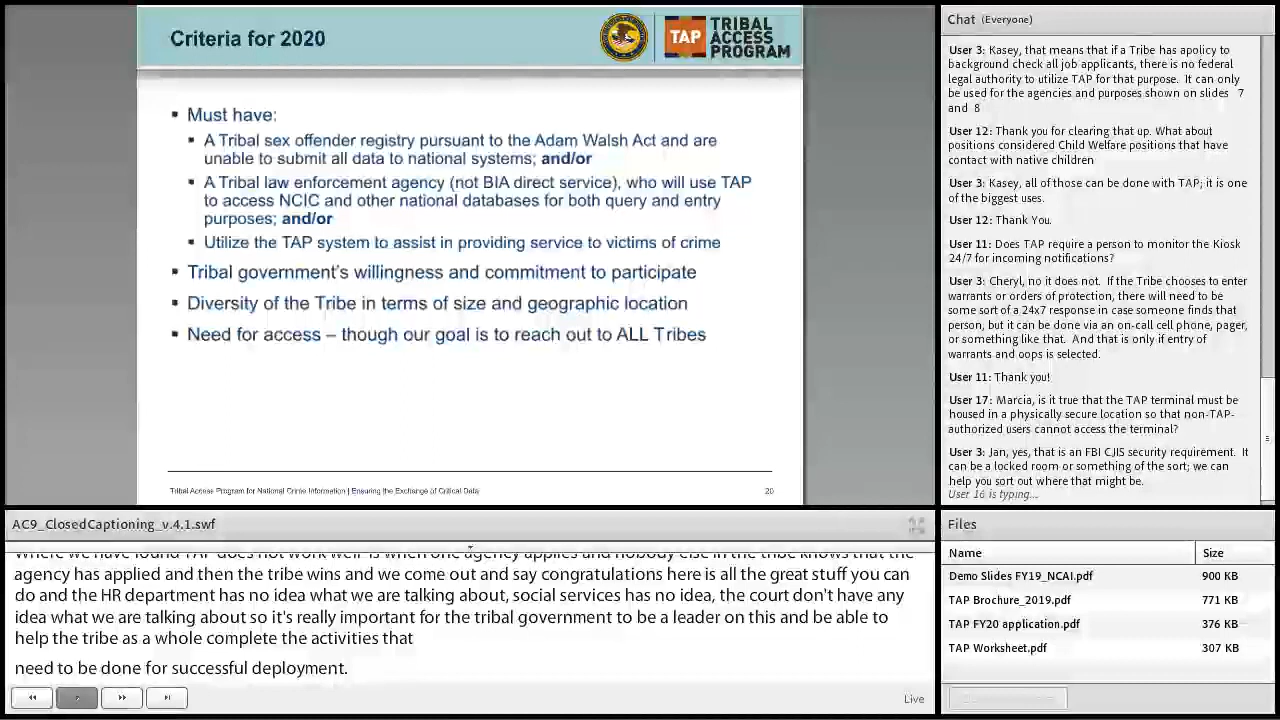 Criteria for 2020
TAP
TRIBAL
ACCESS
PROGRAM
▪ Must have:
▪ A Tribal sex offender registry pursuant to the Adam Walsh Act and are
unable to submit all data to national systems; and/or
▪ A Tribal law enforcement agency (not BIA direct service), who will use TAP
to access NCIC and other national databases for both query and entry
purposes; and/or
▪ Utilize the TAP system to assist in providing service to victims of crime
▪ Tribal government's willingness and commitment to participate
▪ Diversity of the Tribe in terms of size and geographic location
▪ Need for access – though our goal is to reach out to ALL Tribes
Tribal Access Program for National Crime Information | Ensuring the Exchange of Critical Data
20
Chat (Everyone)
User 3: Kasey, that means that if a Tribe has apolicy to
background check all job applicants, there is no federal
legal authority to utilize TAP for that purpose. It can only
be used for the agencies and purposes shown on slides 7
and 8
User 12: Thank you for clearing that up. What about
positions considered Child Welfare positions that have
contact with native children
User 3: Kasey, all of those can be done with TAP; it is one
of the biggest uses.
User 12: Thank You.
User 11: Does TAP require a person to monitor the Kiosk
24/7 for incoming notifications?
User 3: Cheryl, no it does not. If the Tribe chooses to enter
warrants or orders of protection, there will need to be
some sort of a 24x7 response in case someone finds that
person, but it can be done via an on-call cell phone, pager,
or something like that. And that is only if entry of
warrants and oops is selected.
User 11: Thank you!
User 17: Marcia, is it true that the TAP terminal must be
housed in a physically secure location so that non-TAP-
authorized users cannot access the terminal?
User 3: Jan, yes, that is an FBI CJIS security requirement. It
can be a locked room or something of the sort; we can
help you sort out where that might be.
User 16 is typing...
AC9_ClosedCaptioning_v.4.1.swf
Where we have found TAP does not work well is when one agency applies and nobody else in the tribe knows that the
agency has applied and then the tribe wins and we come out and say congratulations here is all the great stuff you can
do and the HR department has no idea what we are talking about, social services has no idea, the court don't have any
idea what we are talking about so it's really important for the tribal government to be a leader on this and be able to
help the tribe as a whole complete the activities that
need to be done for successful deployment.
Live
Files
Name Size
Demo Slides FY19_NCAI.pdf 900 KB
TAP Brochure_2019.pdf 771 KB
TAP FY20 application.pdf 376 KB
TAP Worksheet.pdf 307 KB